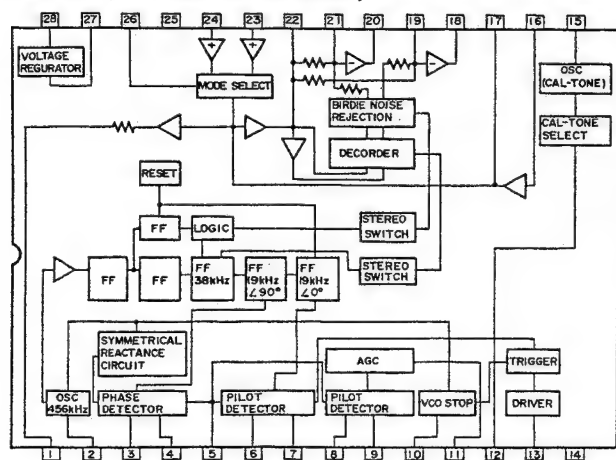 28 27 26 25 24 23 22 21 20 19 18 17 16 15
VOLTAGE
REGURATOR
MODE SELECT
BIRDIE NOISE
REJECTION
DECORDER
OSC
(CAL-TONE)
CAL-TONE
SELECT
RESET
FF
LOGIC
STEREO
SWITCH
FF
FF
FF
38kHz
FF
19kHz
∠90°
FF
19kHz
∠0°
STEREO
SWITCH
SYMMETRICAL
REACTANCE
CIRCUIT
AGC
TRIGGER
OSC
456kHz
PHASE
DETECTOR
PILOT
DETECTOR
PILOT
DETECTOR
VCO STOP
DRIVER
1 2 3 4 5 6 7 8 9 10 11 12 13 14